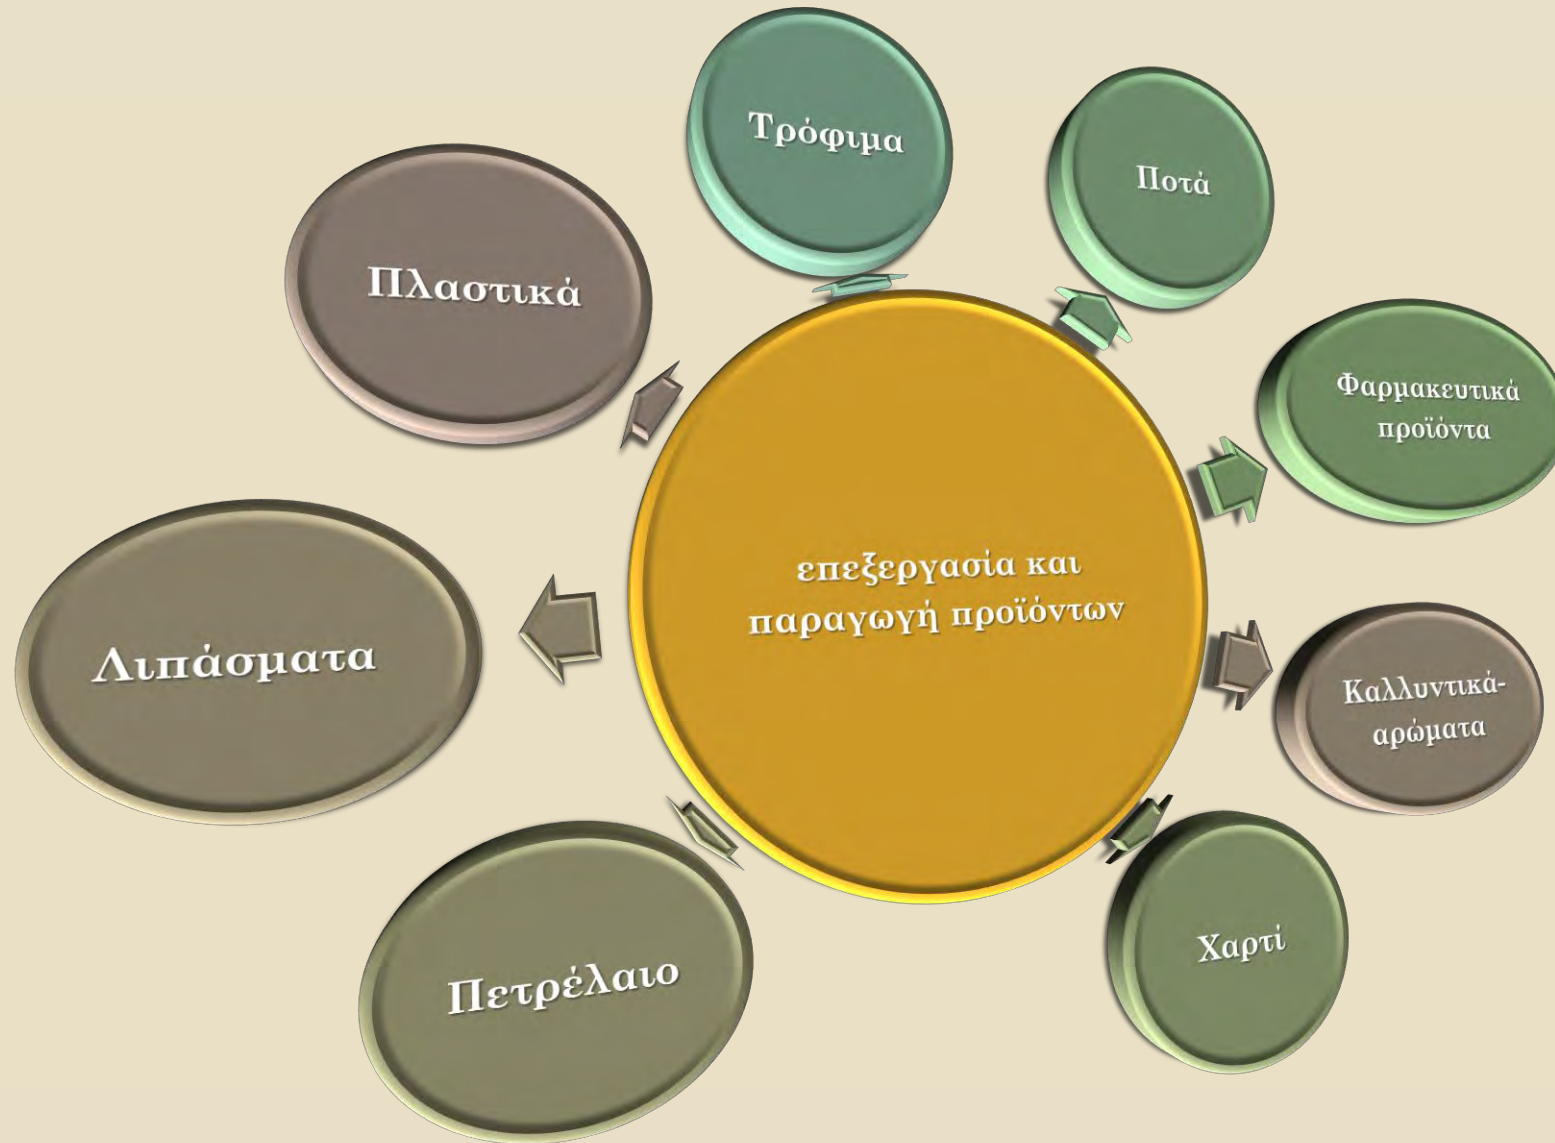 Τρόφιμα
Ποτά
Φαρμακευτικά
προϊόντα
Καλλυντικά-
αρώματα
Χαρτί
Πετρέλαιο
Λιπάσματα
Πλαστικά
επεξεργασία και
παραγωγή προϊόντων